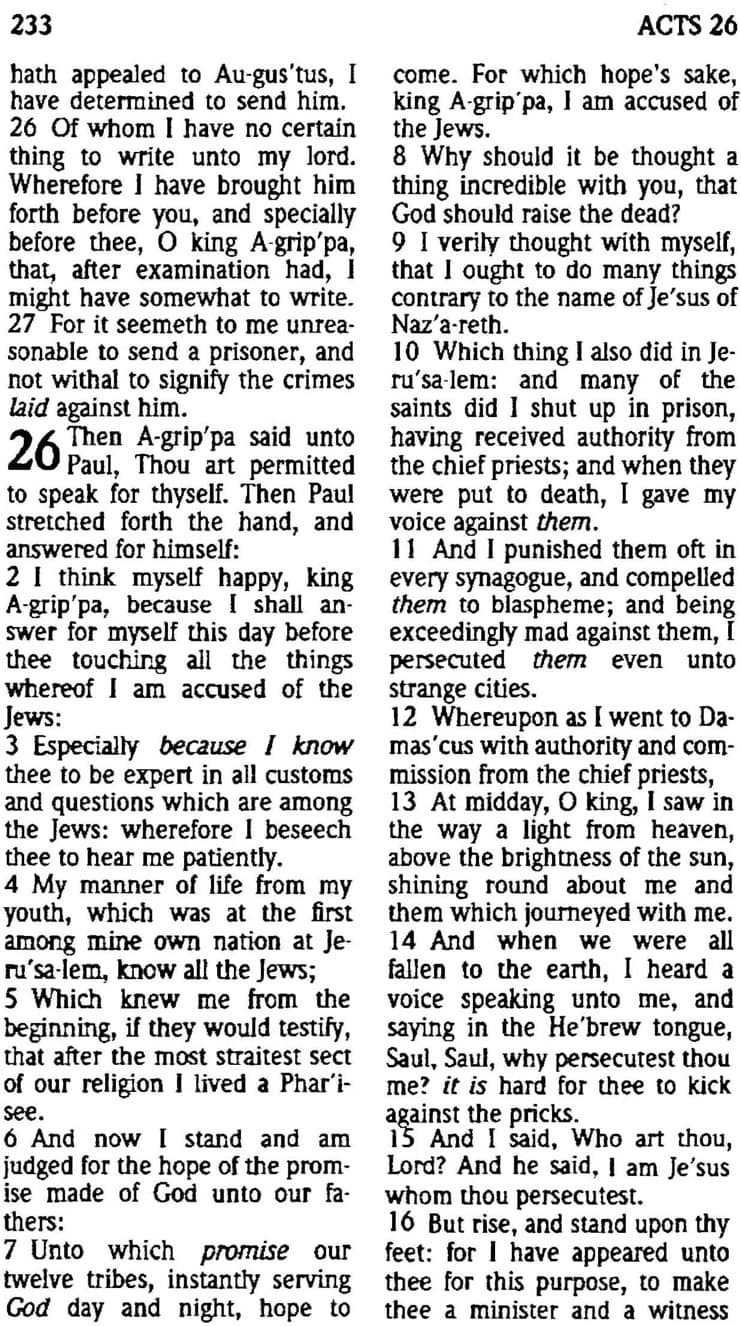 233
ACTS 26
hath appealed to Au-gus'tus, I
have determined to send him.
26 Of whom I have no certain
thing to write unto my lord.
Wherefore I have brought him
forth before you, and specially
before thee, O king A-grip'pa,
that, after examination had, I
might have somewhat to write.
27 For it seemeth to me unrea-
sonable to send a prisoner, and
not withal to signify the crimes
laid against him.
26 Then A-grip'pa said unto
Paul, Thou art permitted
to speak for thyself. Then Paul
stretched forth the hand, and
answered for himself:
2 I think myself happy, king
A-grip'pa, because I shall an-
swer for myself this day before
thee touching all the things
whereof I am accused of the
Jews:
3 Especially because I know
thee to be expert in all customs
and questions which are among
the Jews: wherefore I beseech
thee to hear me patiently.
4 My manner of life from my
youth, which was at the first
among mine own nation at Je-
ru'sa-lem, know all the Jews;
5 Which knew me from the
beginning, if they would testify,
that after the most straitest sect
of our religion I lived a Phar'i-
see.
6 And now I stand and am
judged for the hope of the prom-
ise made of God unto our fa-
thers:
7 Unto which promise our
twelve tribes, instantly serving
God day and night, hope to
come. For which hope's sake,
king A-grip'pa, I am accused of
the Jews.
8 Why should it be thought a
thing incredible with you, that
God should raise the dead?
9 I verily thought with myself,
that I ought to do many things
contrary to the name of Je'sus of
Naz'a-reth.
10 Which thing I also did in Je-
ru'sa-lem: and many of the
saints did I shut up in prison,
having received authority from
the chief priests; and when they
were put to death, I gave my
voice against them.
11 And I punished them oft in
every synagogue, and compelled
them to blaspheme; and being
exceedingly mad against them, I
persecuted them even unto
strange cities.
12 Whereupon as I went to Da-
mas'cus with authority and com-
mission from the chief priests,
13 At midday, O king, I saw in
the way a light from heaven,
above the brightness of the sun,
shining round about me and
them which journeyed with me.
14 And when we were all
fallen to the earth, I heard a
voice speaking unto me, and
saying in the He'brew tongue,
Saul, Saul, why persecutest thou
me? it is hard for thee to kick
against the pricks.
15 And I said, Who art thou,
Lord? And he said, I am Je'sus
whom thou persecutest.
16 But rise, and stand upon thy
feet: for I have appeared unto
thee for this purpose, to make
thee a minister and a witness